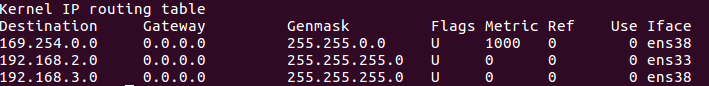 Kernel IP routing table
Destination     Gateway         Genmask         Flags Metric Ref    Use Iface
169.254.0.0     0.0.0.0         255.255.0.0     U     1000   0        0 ens38
192.168.2.0     0.0.0.0         255.255.255.0   U     0      0        0 ens33
192.168.3.0     0.0.0.0         255.255.255.0   U     0      0        0 ens38